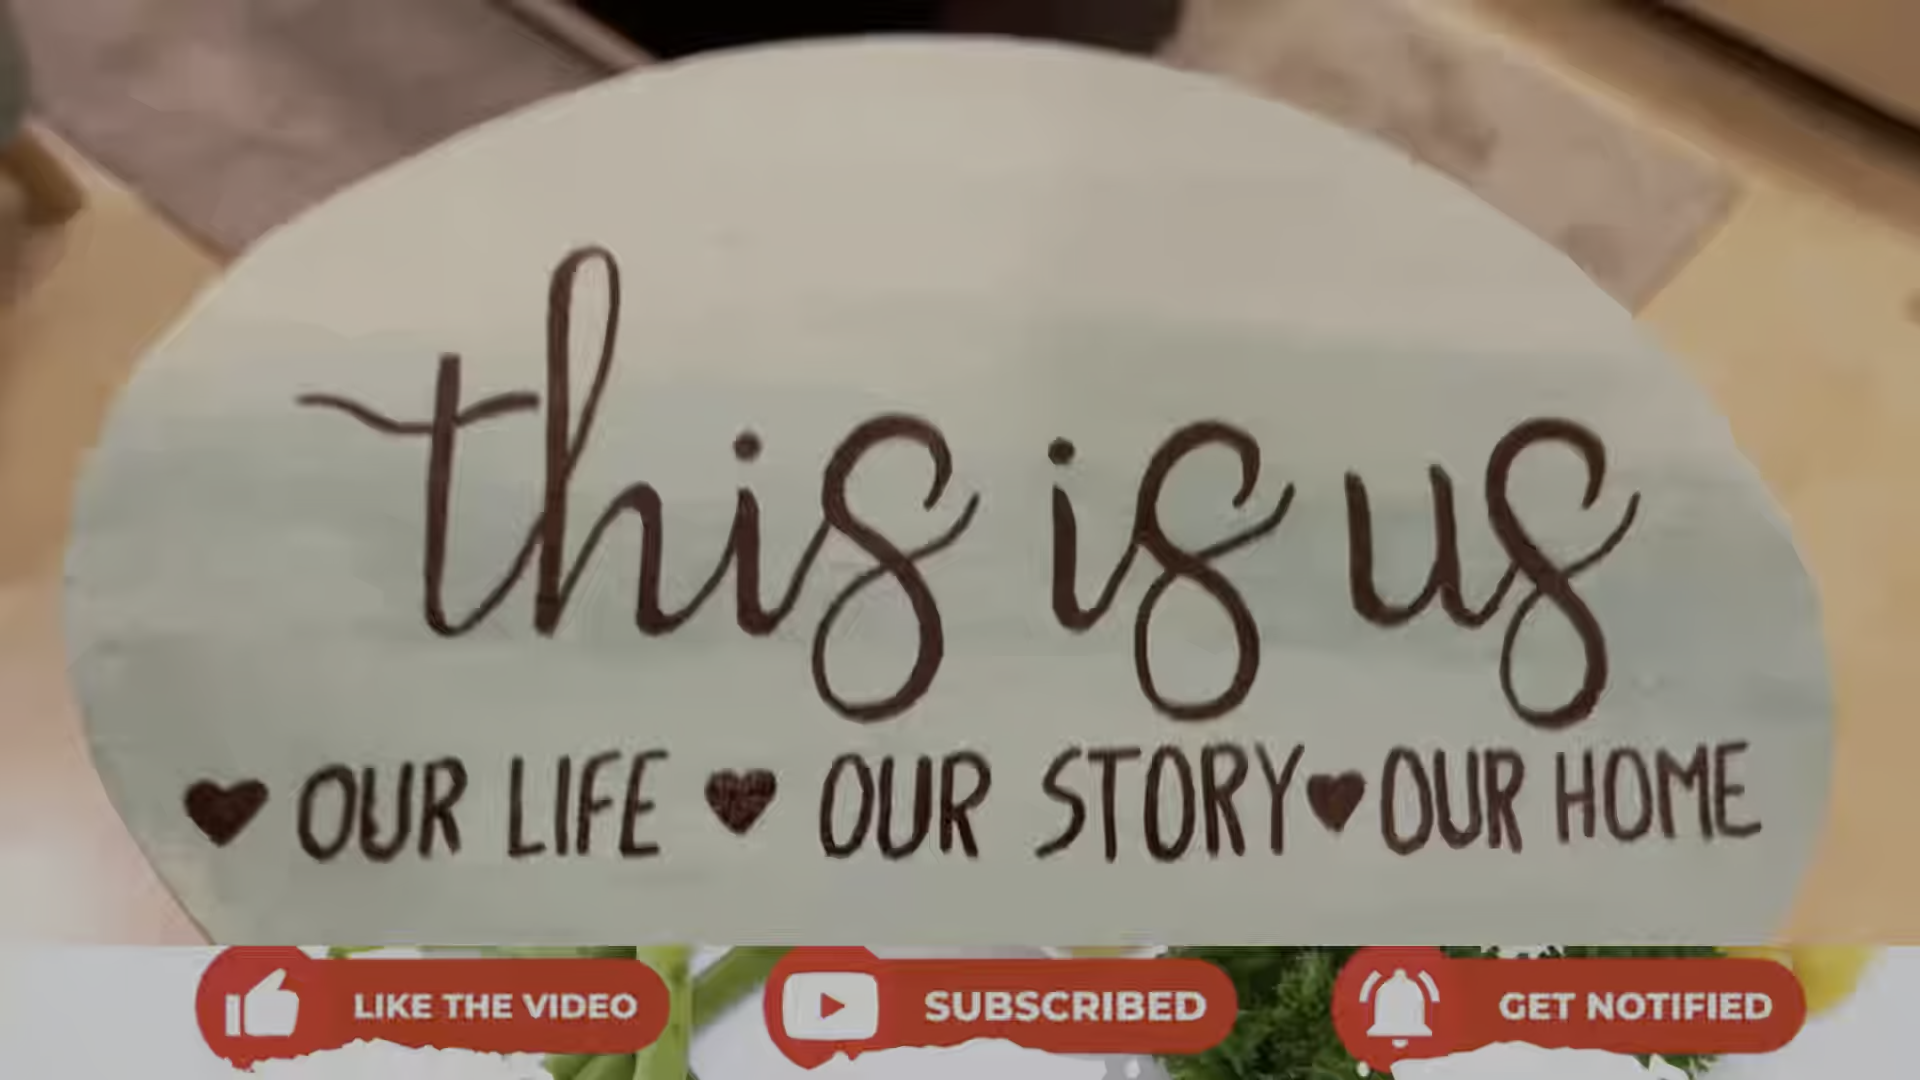 this is us
♥ OUR LIFE ♥ OUR STORY ♥ OUR HOME
LIKE THE VIDEO SUBSCRIBED GET NOTIFIED